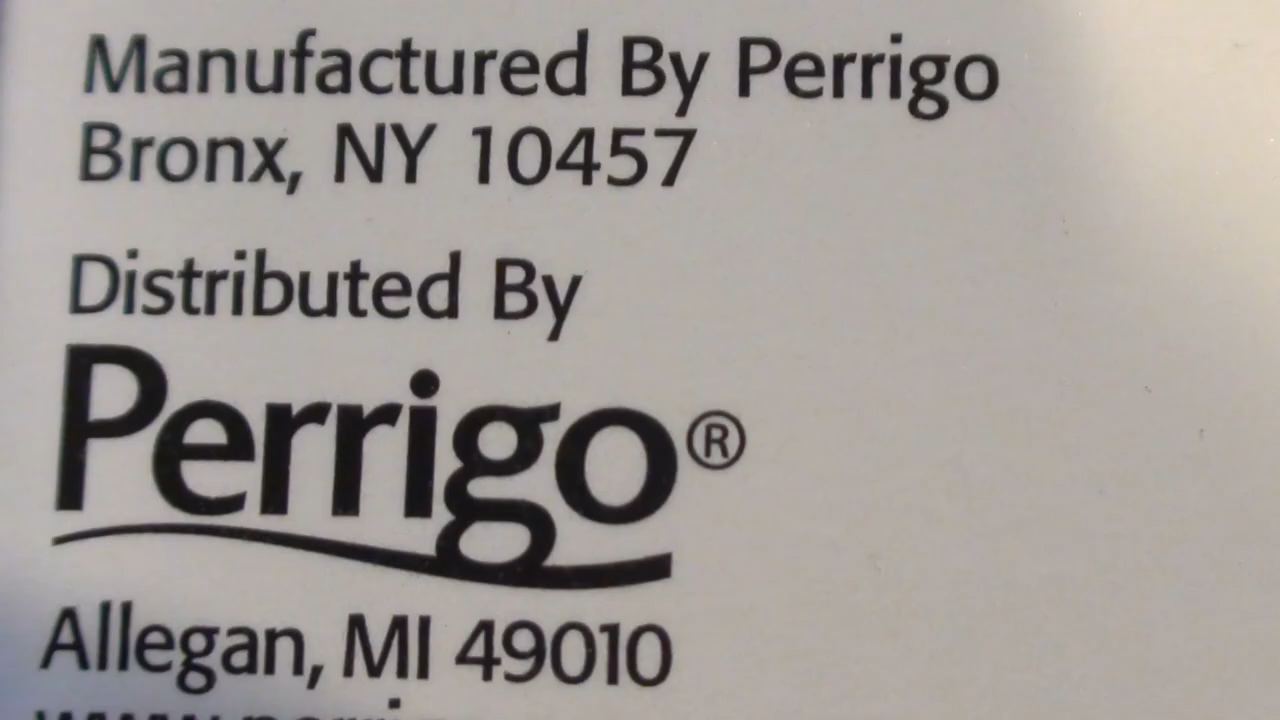 Manufactured By Perrigo
Bronx, NY 10457
Distributed By
Perrigo®
Allegan, MI 49010